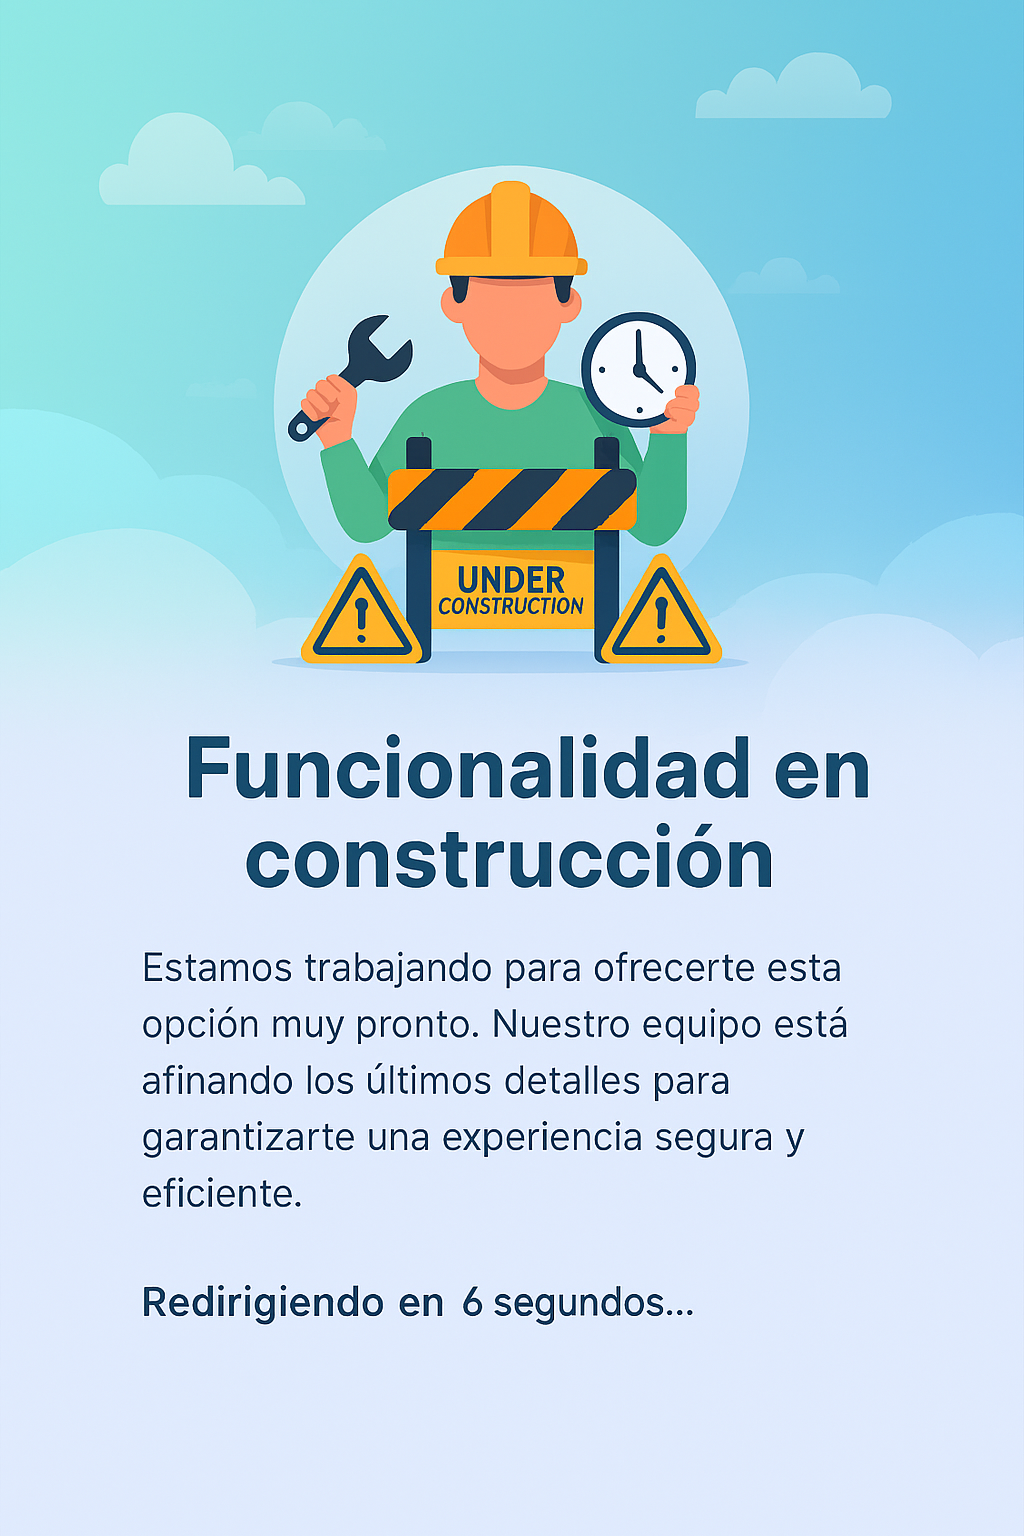 UNDER
CONSTRUCTION
Funcionalidad en
construcción
Estamos trabajando para ofrecerte esta
opción muy pronto. Nuestro equipo está
afinando los últimos detalles para
garantizarte una experiencia segura y
eficiente.
Redirigiendo en 6 segundos...